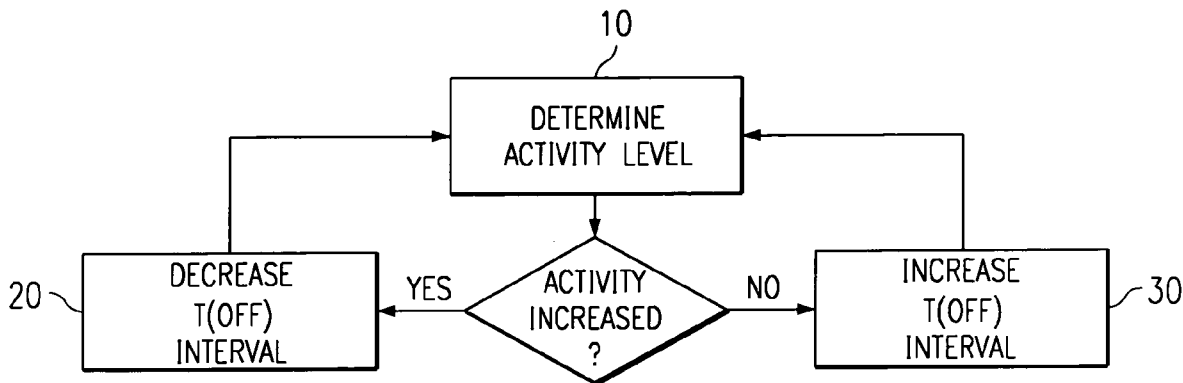 10
DETERMINE
ACTIVITY LEVEL
20
DECREASE
T(OFF)
INTERVAL
YES
ACTIVITY
INCREASED
?
NO
INCREASE
T(OFF)
INTERVAL
30